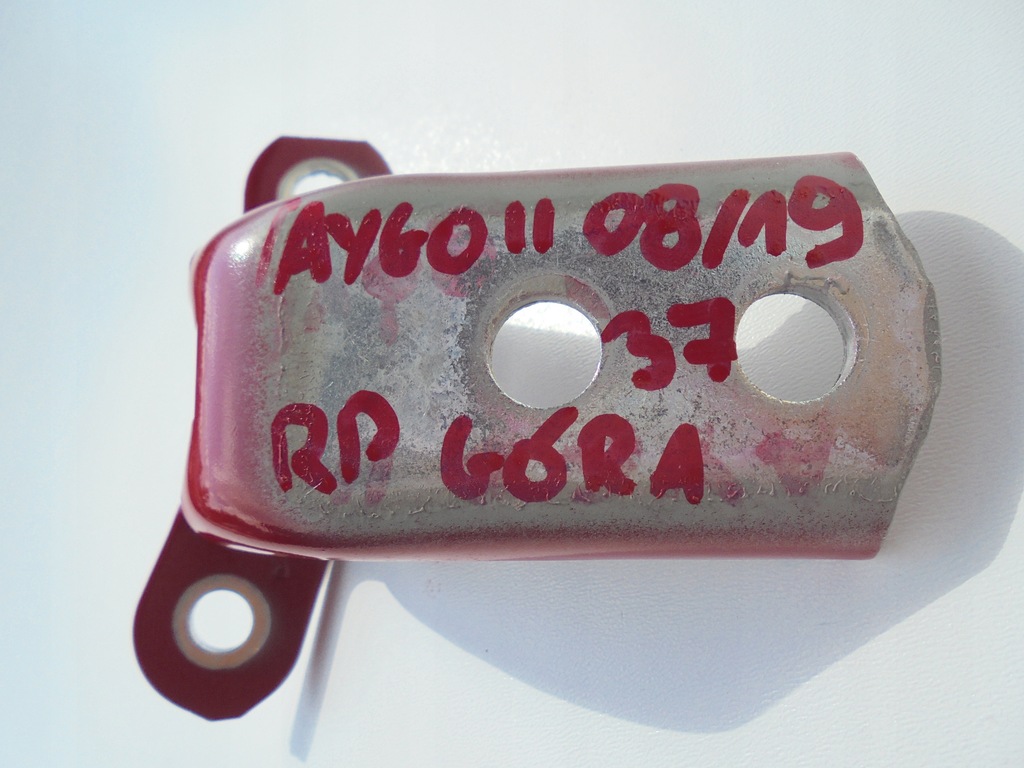 AYGO II 08/19
37
RP GÓRA